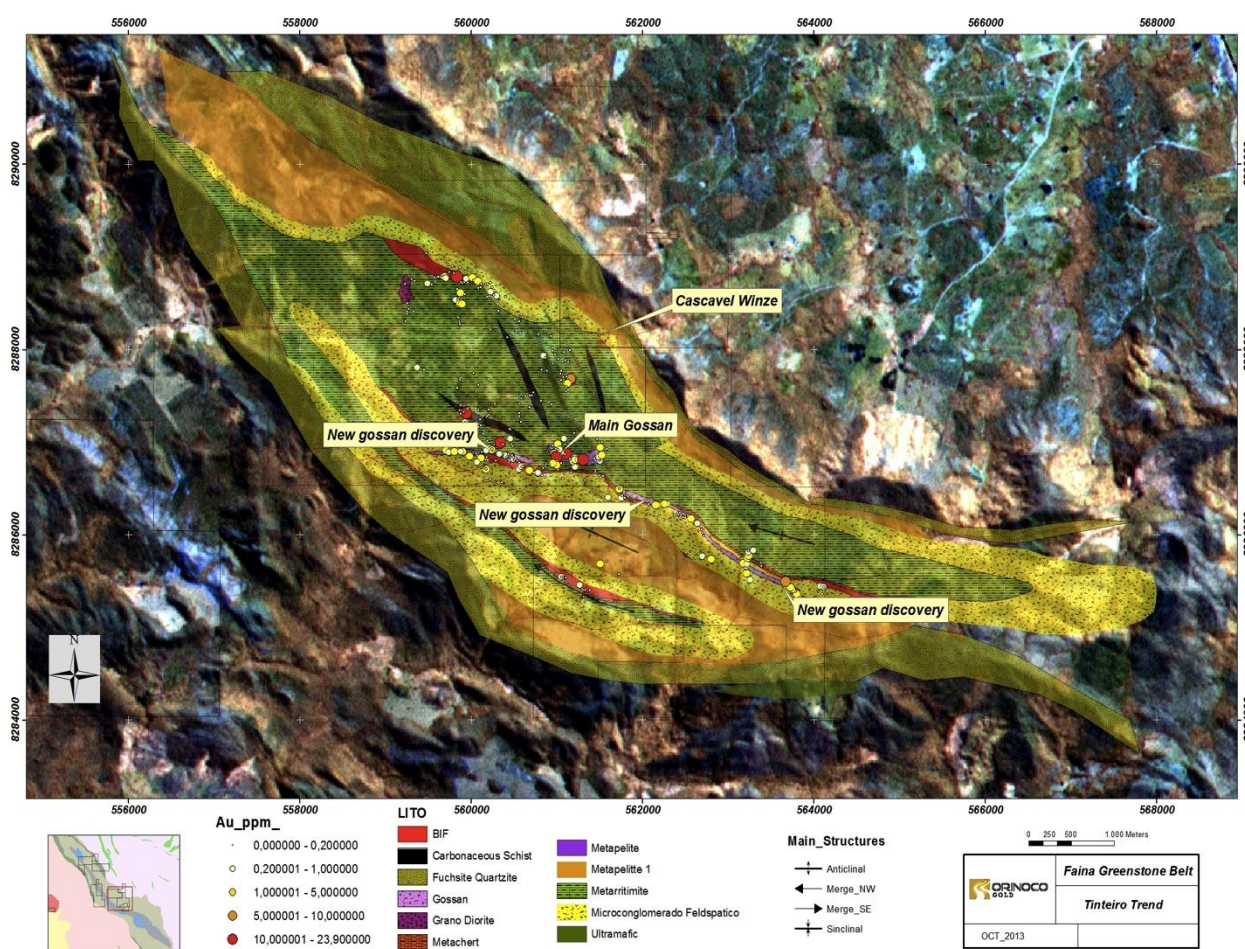 556000 558000 560000 562000 564000 566000 568000
8290000
8288000
8286000
8284000
8290000
Cascavel Winze
New gossan discovery
Main Gossan
New gossan discovery
New gossan discovery
N
556000 558000 560000 562000 564000 566000 568000
Au_ppm_
0,000000 - 0,200000
0,200001 - 1,000000
1,000001 - 5,000000
5,000001 - 10,000000
10,000001 - 23,900000
LITO
BIF
Carbonaceous Schist
Fuchsite Quartzite
Gossan
Grano Diorite
Metachert
Metapelite
Metapelitte 1
Metarritimite
Microconglomerado Feldspatico
Ultramafic
Main_Structures
Anticlinal
Merge_NW
Merge_SE
Sinclinal
0 250 500 1.000 Meters
ORINOCO
GOLD
Faina Greenstone Belt
Tinteiro Trend
OCT_2013